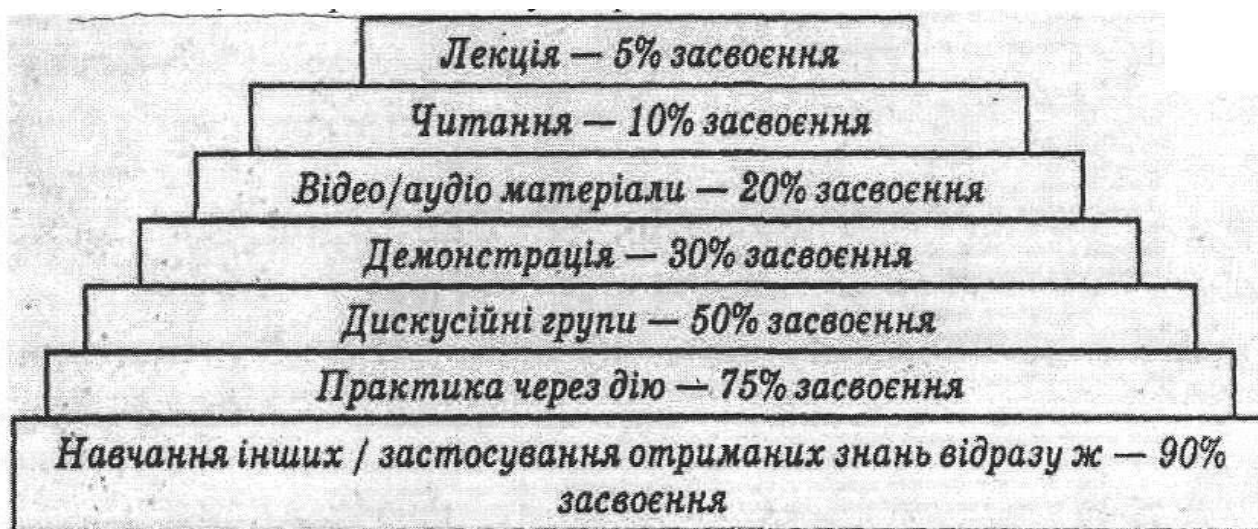 Лекція — 5% засвоєння
Читання — 10% засвоєння
Відео/аудіо матеріали — 20% засвоєння
Демонстрація — 30% засвоєння
Дискусійні групи — 50% засвоєння
Практика через дію — 75% засвоєння
Навчання інших / застосування отриманих знань відразу ж — 90%
засвоєння